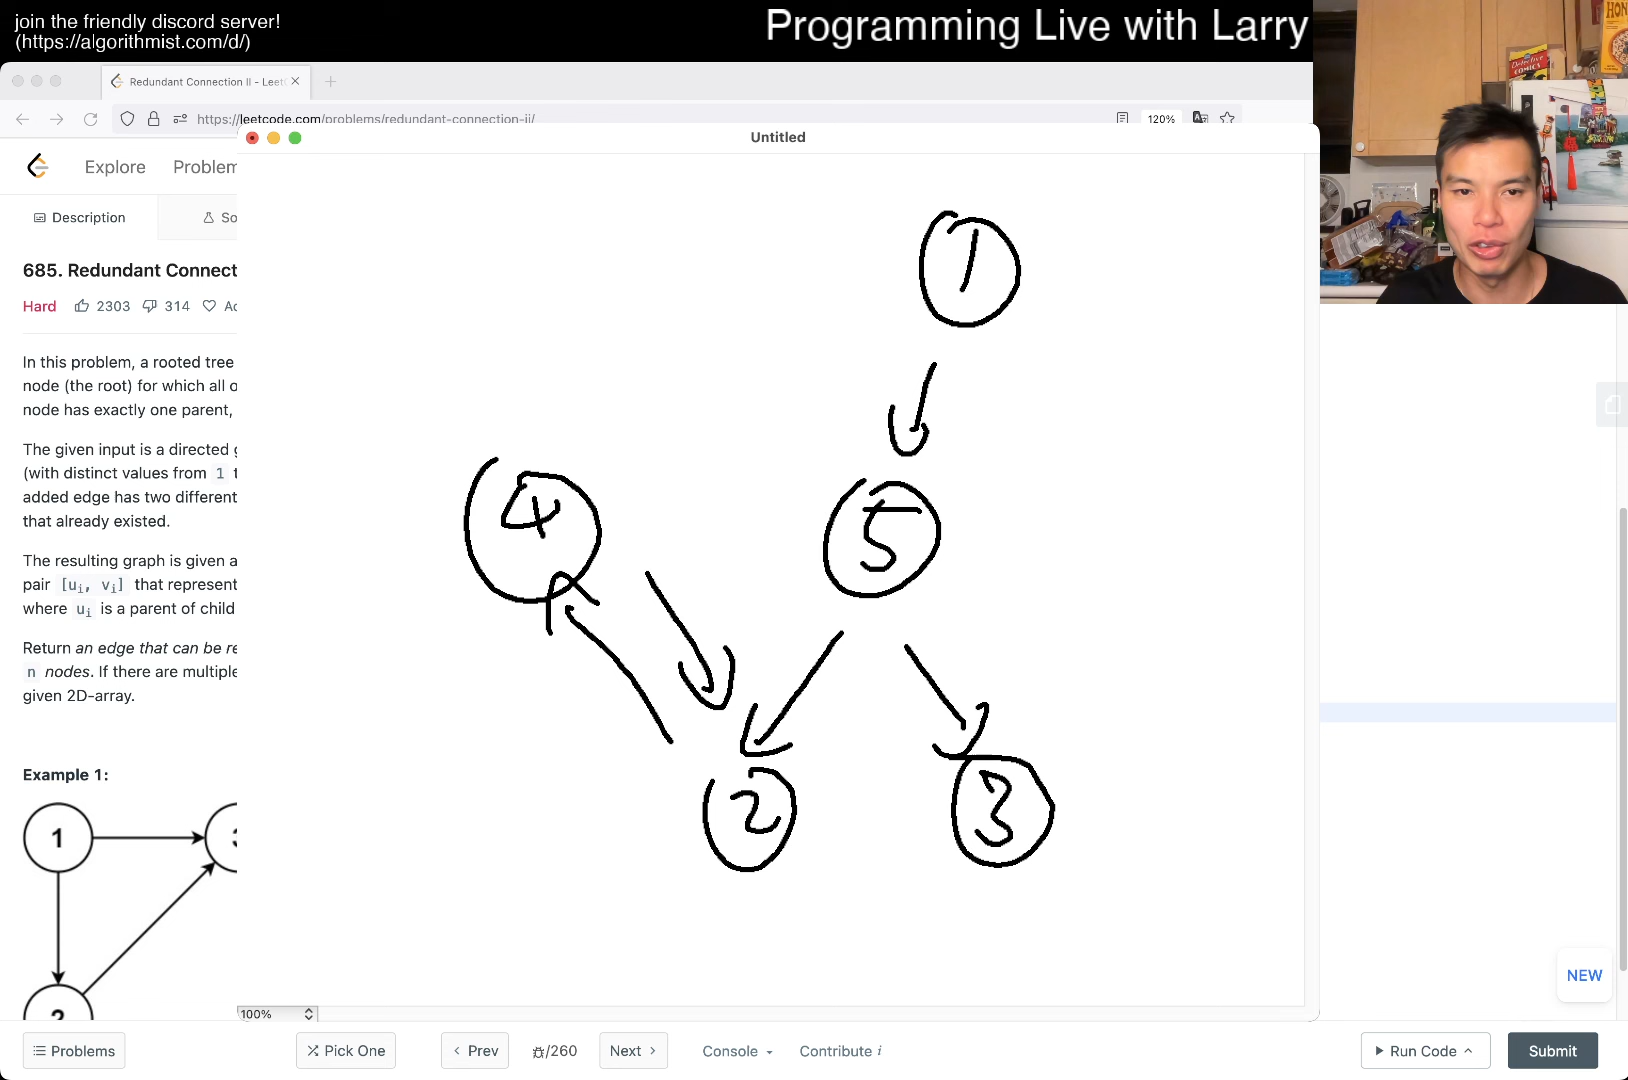 join the friendly discord server!
(https://algorithmist.com/d/)
Programming Live with Larry
Redundant Connection II - Leet
https://leetcode.com/problems/redundant-connection-ii/
120%
Untitled
Explore
Problem
Description
So
685. Redundant Connect
Hard
2303
314
In this problem, a rooted tree
node (the root) for which all
node has exactly one parent,
The given input is a directed
(with distinct values from 1
added edge has two different
that already existed.
The resulting graph is given a
pair [ui, vi] that represent
where ui is a parent of child
Return an edge that can be re
n nodes. If there are multiple
given 2D-array.
Example 1:
1
2
1
4
5
2
3
DETECTIVE
COMICS
NEW
100%
Problems
Pick One
Prev
/260
Next
Console
Contribute i
Run Code
Submit